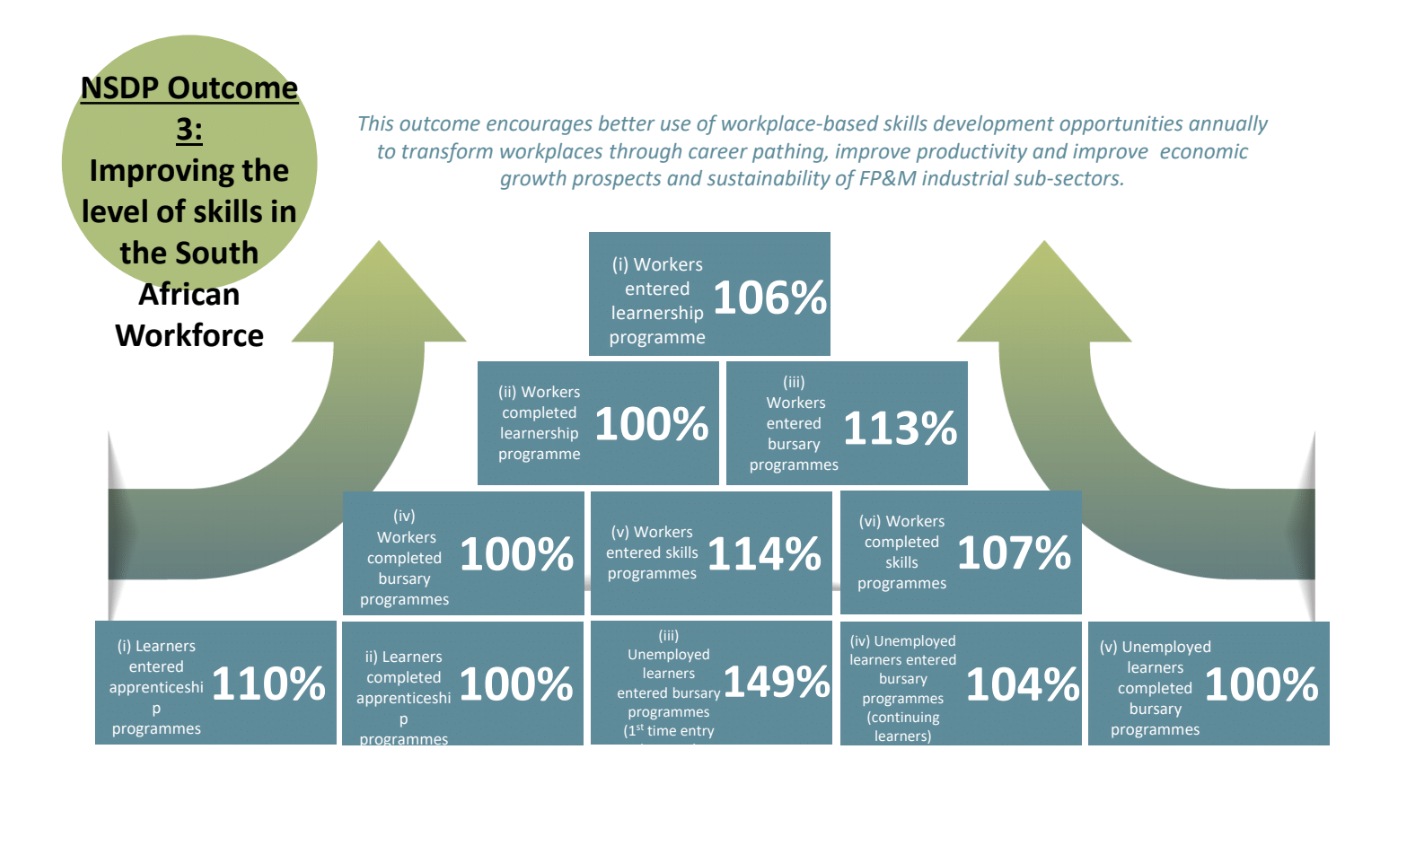 NSDP Outcome
3:
Improving the
level of skills in
the South
African
Workforce
This outcome encourages better use of workplace-based skills development opportunities annually
to transform workplaces through career pathing, improve productivity and improve economic
growth prospects and sustainability of FP&M industrial sub-sectors.
(i) Workers
entered
learnership
programme
106%
(ii) Workers
completed
learnership
programme
100%
(iii)
Workers
entered
bursary
programmes
113%
(iv)
Workers
completed
bursary
programmes
100%
(v) Workers
entered skills
programmes
114%
(vi) Workers
completed
skills
programmes
107%
(i) Learners
entered
apprenticeshi
p
programmes
110%
ii) Learners
completed
apprenticeshi
p
programmes
100%
(iii)
Unemployed
learners
entered bursary
programmes
(1st time entry
149%
(iv) Unemployed
learners entered
bursary
programmes
(continuing
learners)
104%
(v) Unemployed
learners
completed
bursary
programmes
100%